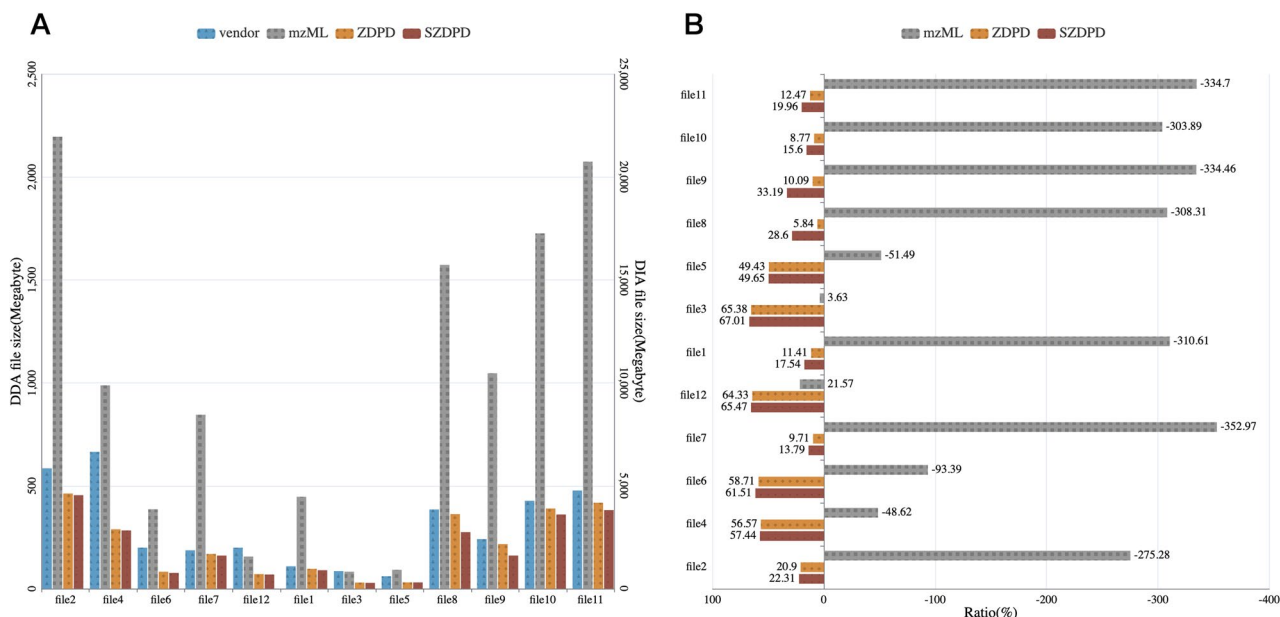 A
vendor mzML ZDPD SZDPD
DDA file size(Megabyte)
2,500
2,000
1,500
1,000
500
0
25,000
20,000
15,000
10,000
5,000
0
DIA file size(Megabyte)
file2 file4 file6 file7 file12 file1 file3 file5 file8 file9 file10 file11
B
mzML ZDPD SZDPD
file11
-334.7
12.47
19.96
file10
-303.89
8.77
15.6
file9
-334.46
10.09
33.19
file8
-308.31
5.84
28.6
file5
-51.49
49.43
49.65
file3
3.63
65.38
67.01
file1
-310.61
11.41
17.54
file12
21.57
64.33
65.47
file7
-352.97
9.71
13.79
file6
-93.39
58.71
61.51
file4
-48.62
56.57
57.44
file2
-275.28
20.9
22.31
100 0 -100 -200 -300 -400
Ratio(%)